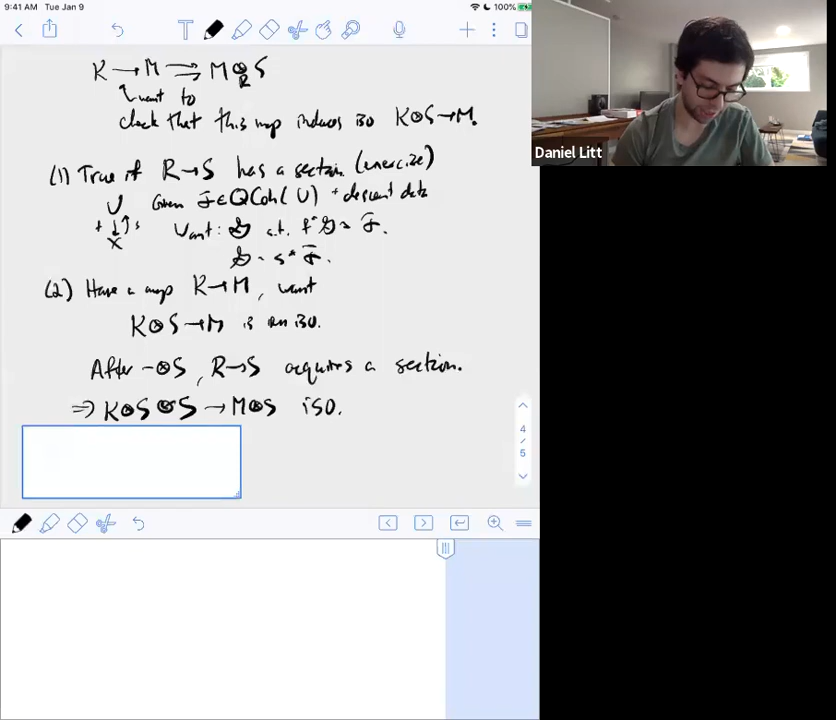 9:41 AM Tue Jan 9
100%
K → M ⇉ M ⊗ S
R
want to
check that this map induces iso K⊗S → M.
(1) True if R → S has a section (exercise)
U Given F ∈ QCoh(U) + descent data
f ↓↑ s Want: G s.t. f*G ≃ F.
X
G = s*F.
(2) Have a map K → M, want
K⊗S → M is an iso.
After -⊗S, R → S acquires a section.
⇒ K⊗S⊗S → M⊗S iso.
4
/
5
Daniel Litt